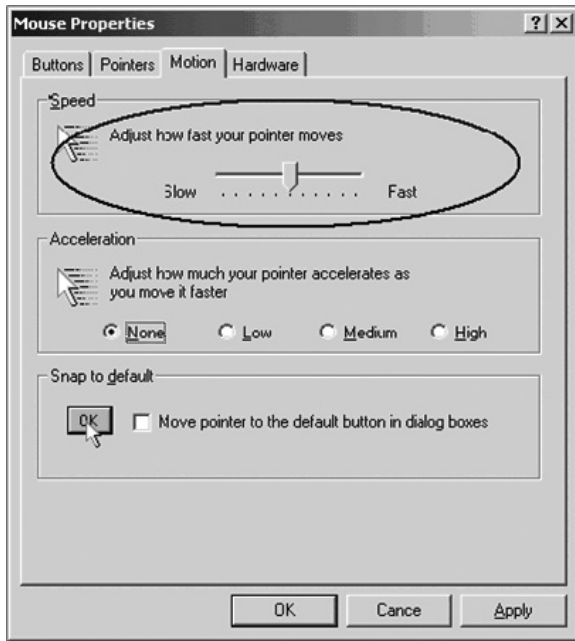 Mouse Properties
Buttons Pointers Motion Hardware
Speed
Adjust how fast your pointer moves
Slow Fast
Acceleration
Adjust how much your pointer accelerates as
you move it faster
None Low Medium High
Snap to default
OK Move pointer to the default button in dialog boxes
OK Cance Apply